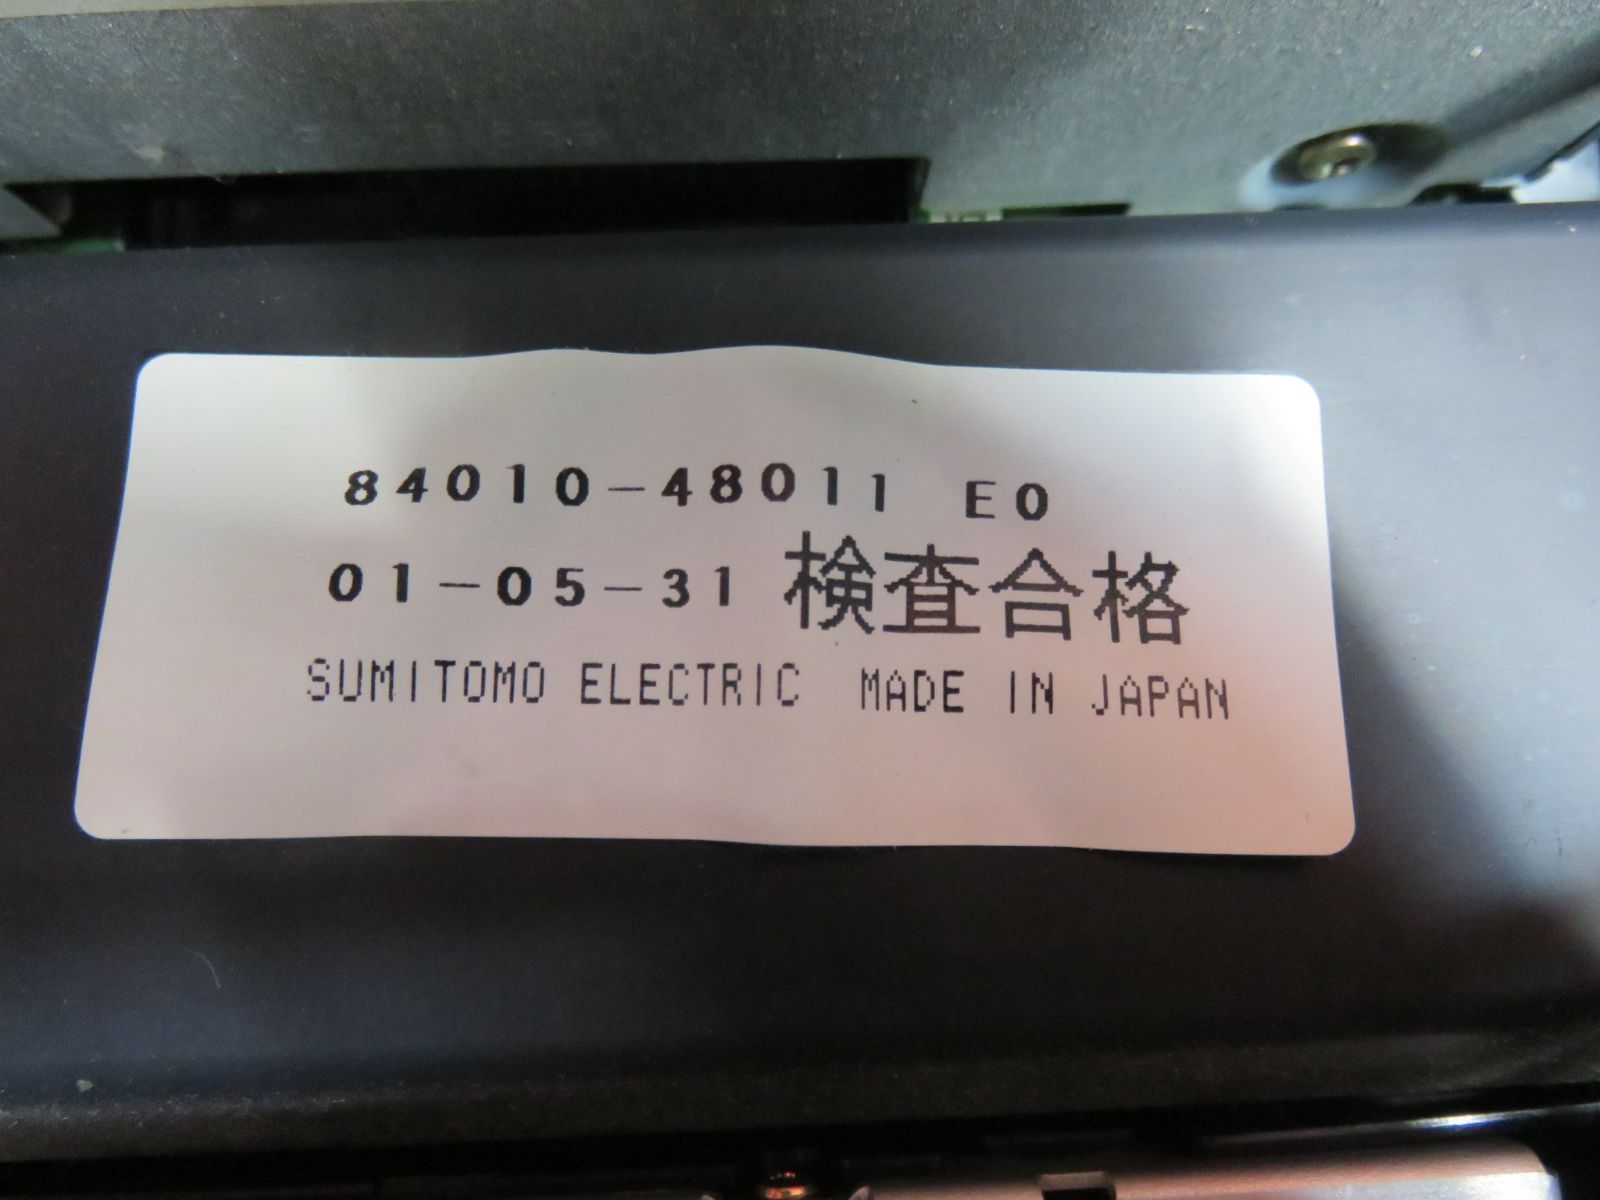 84010-48011 E0
01-05-31 検査合格
SUMITOMO ELECTRIC MADE IN JAPAN